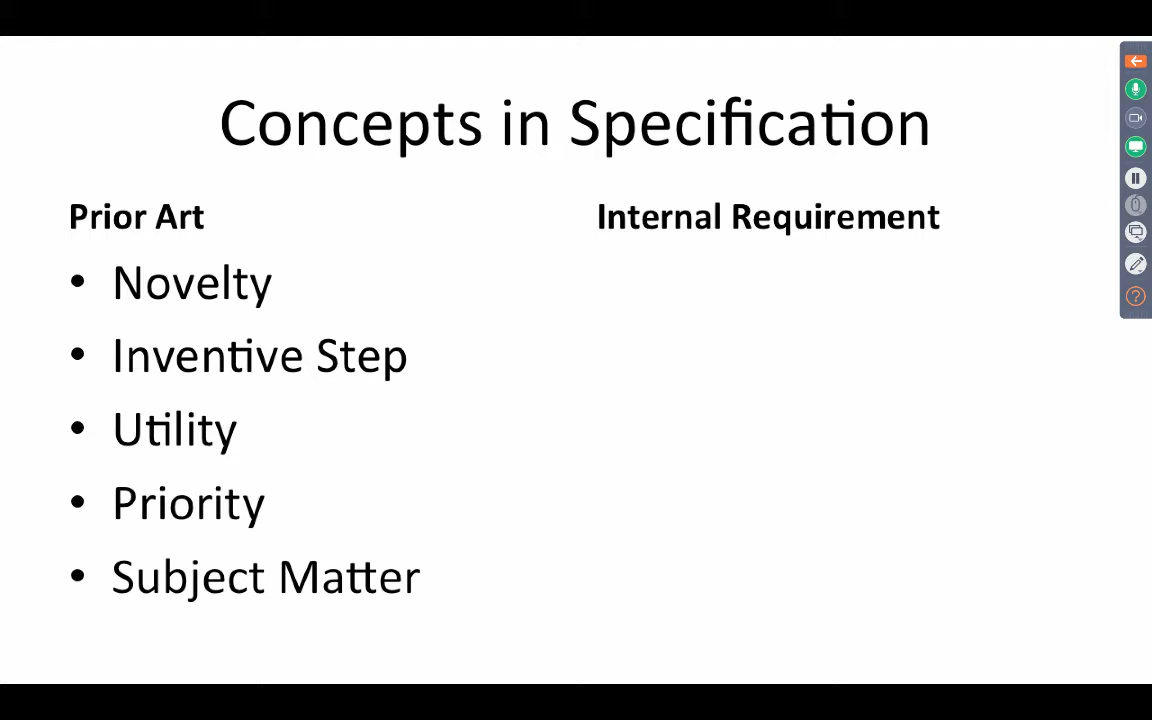 Concepts in Specification
Prior Art
• Novelty
• Inventive Step
• Utility
• Priority
• Subject Matter
Internal Requirement